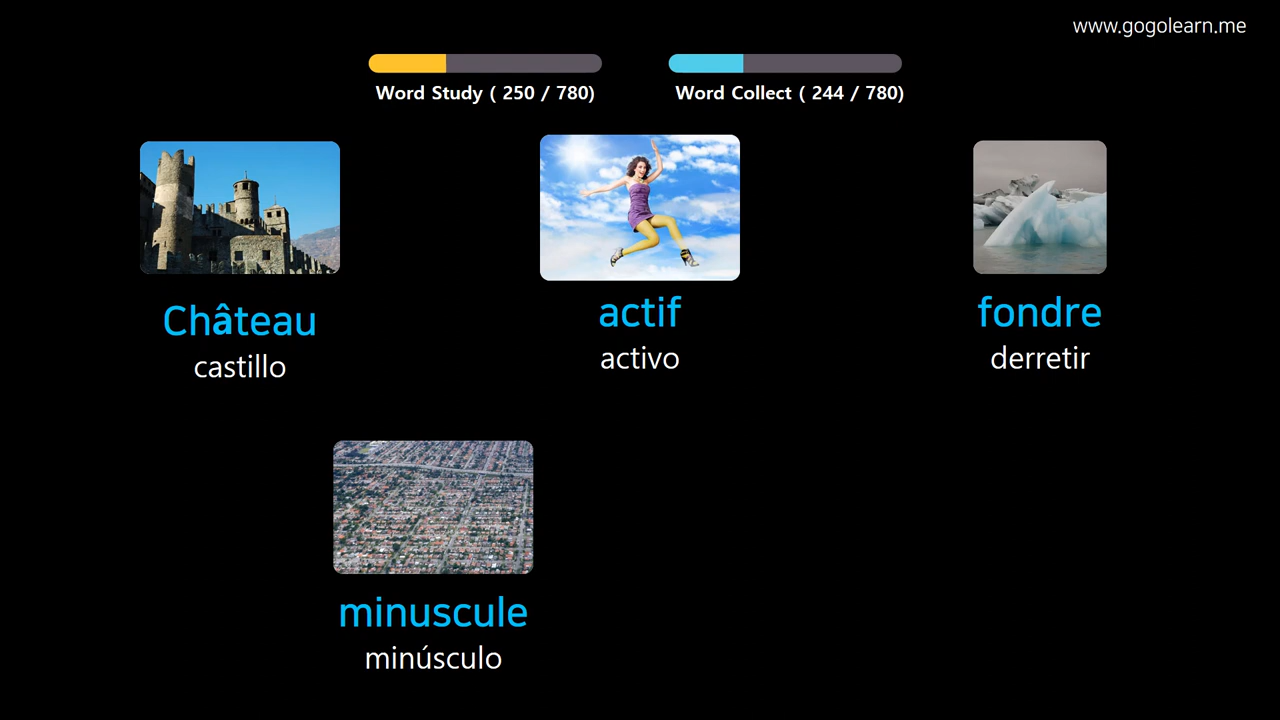 www.gogolearn.me
Word Study ( 250 / 780)
Word Collect ( 244 / 780)
Château
castillo
actif
activo
fondre
derretir
minuscule
minúsculo